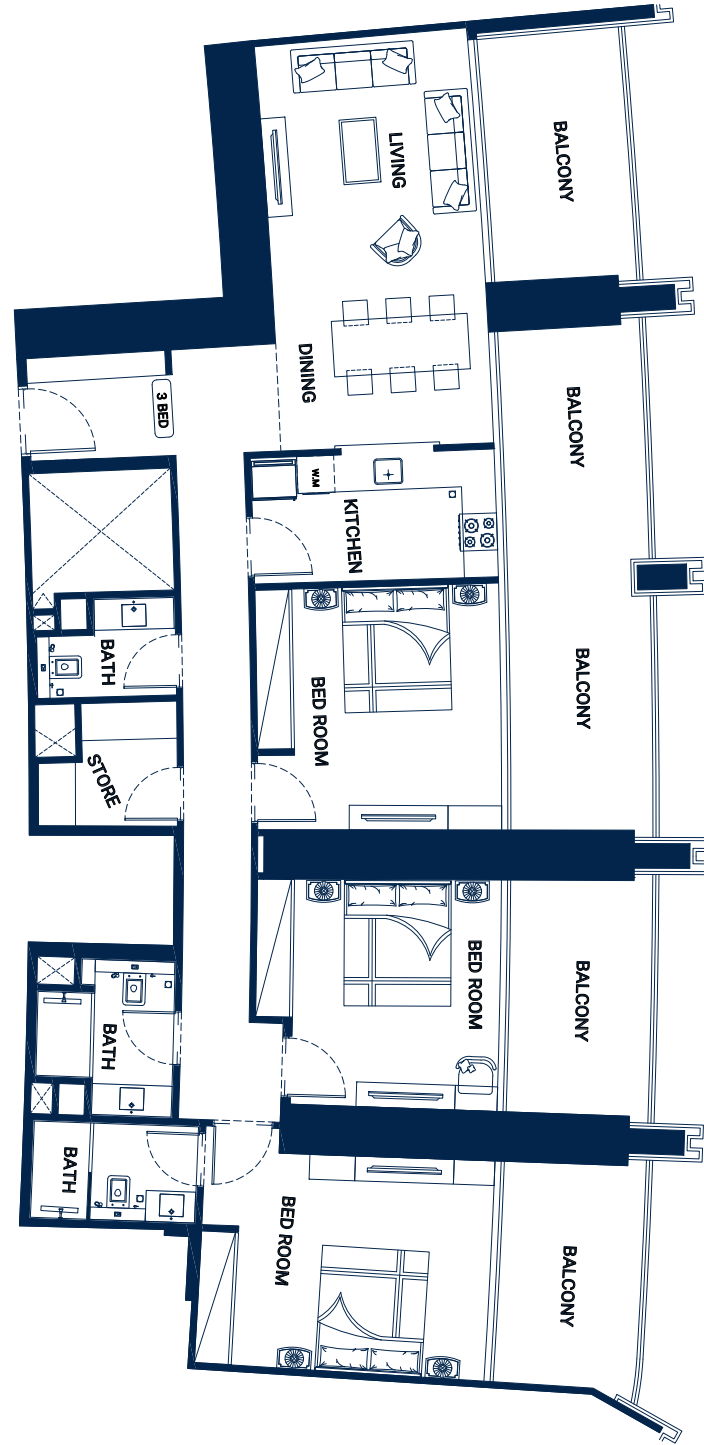 BALCONY
LIVING
DINING
BALCONY
3 BED
W.M
KITCHEN
BATH
BED ROOM
BALCONY
STORE
BED ROOM
BALCONY
BATH
BATH
BED ROOM
BALCONY